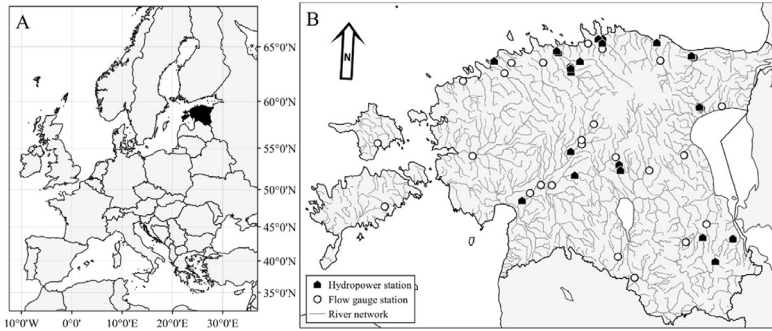 A
65°0'N
60°0'N
55°0'N
50°0'N
45°0'N
40°0'N
35°0'N
10°0'W
0°0'
10°0'E
20°0'E
30°0'E
B
N
Hydropower station
Flow gauge station
River network